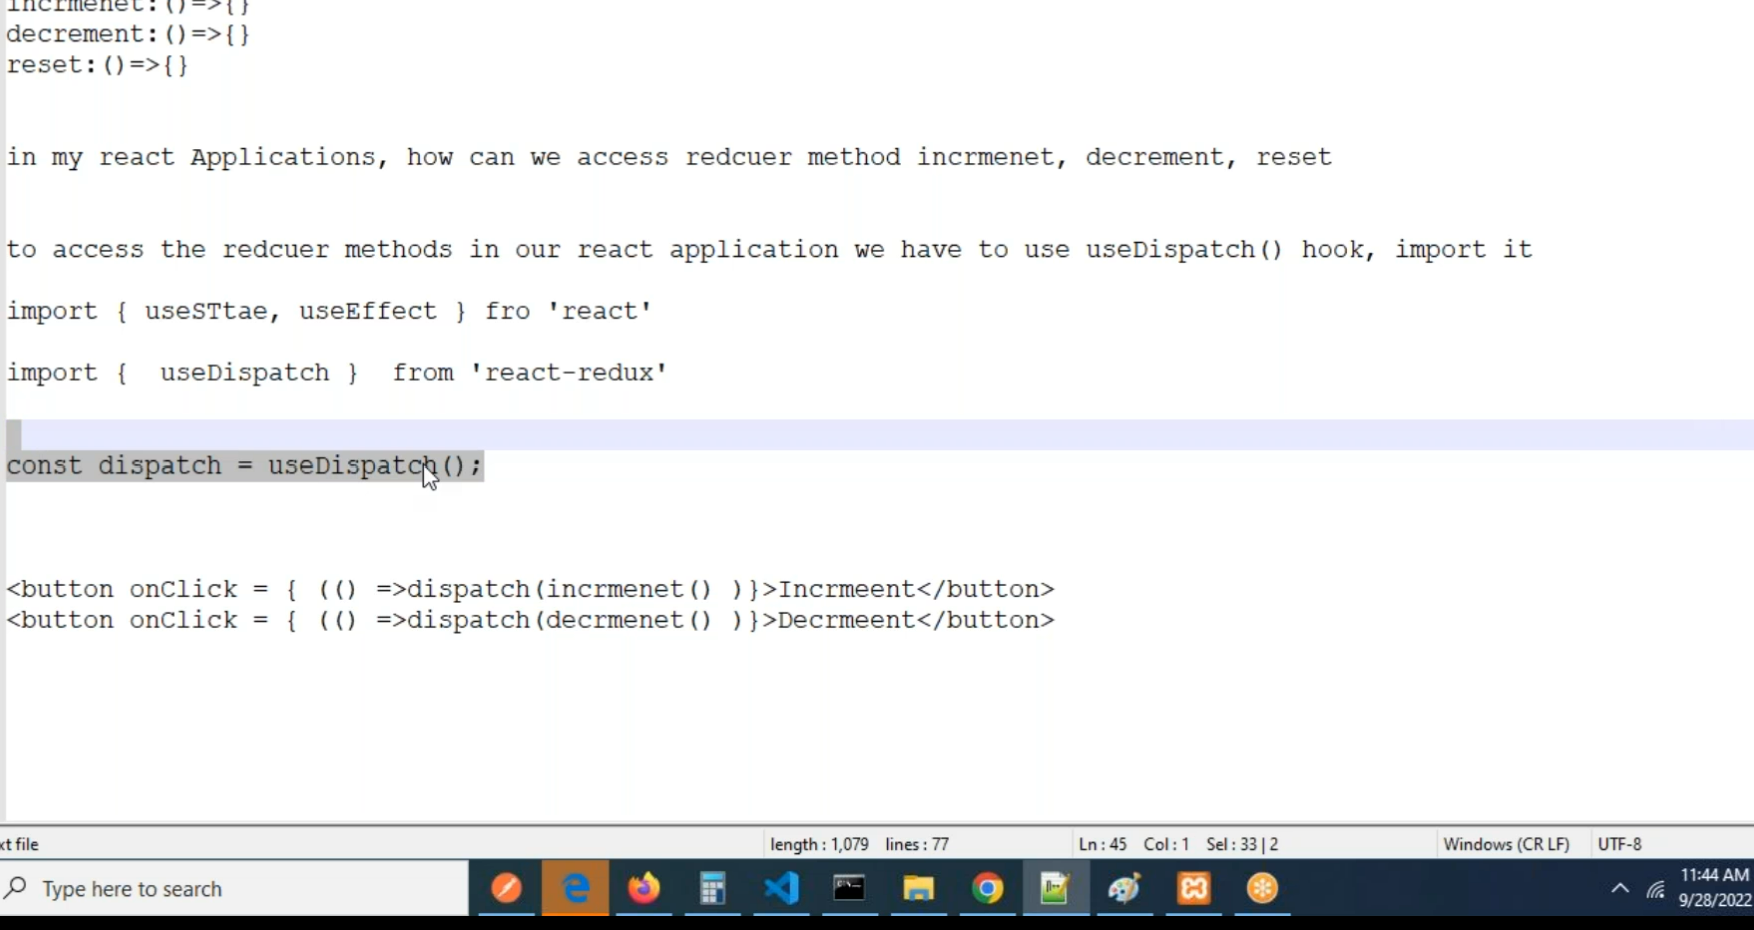 incrmenet:()=>{}
decrement:()=>{}
reset:()=>{}
in my react Applications, how can we access redcuer method incrmenet, decrement, reset
to access the redcuer methods in our react application we have to use useDispatch() hook, import it
import { useSTtae, useEffect } fro 'react'
import {  useDispatch }  from 'react-redux'
const dispatch = useDispatch();
<button onClick = { (() =>dispatch(incrmenet() )}>Incrmeent</button>
<button onClick = { (() =>dispatch(decrmenet() )}>Decrmeent</button>
xt file length : 1,079 lines : 77 Ln : 45 Col : 1 Sel : 33 | 2 Windows (CR LF) UTF-8
Type here to search
11:44 AM
9/28/2022